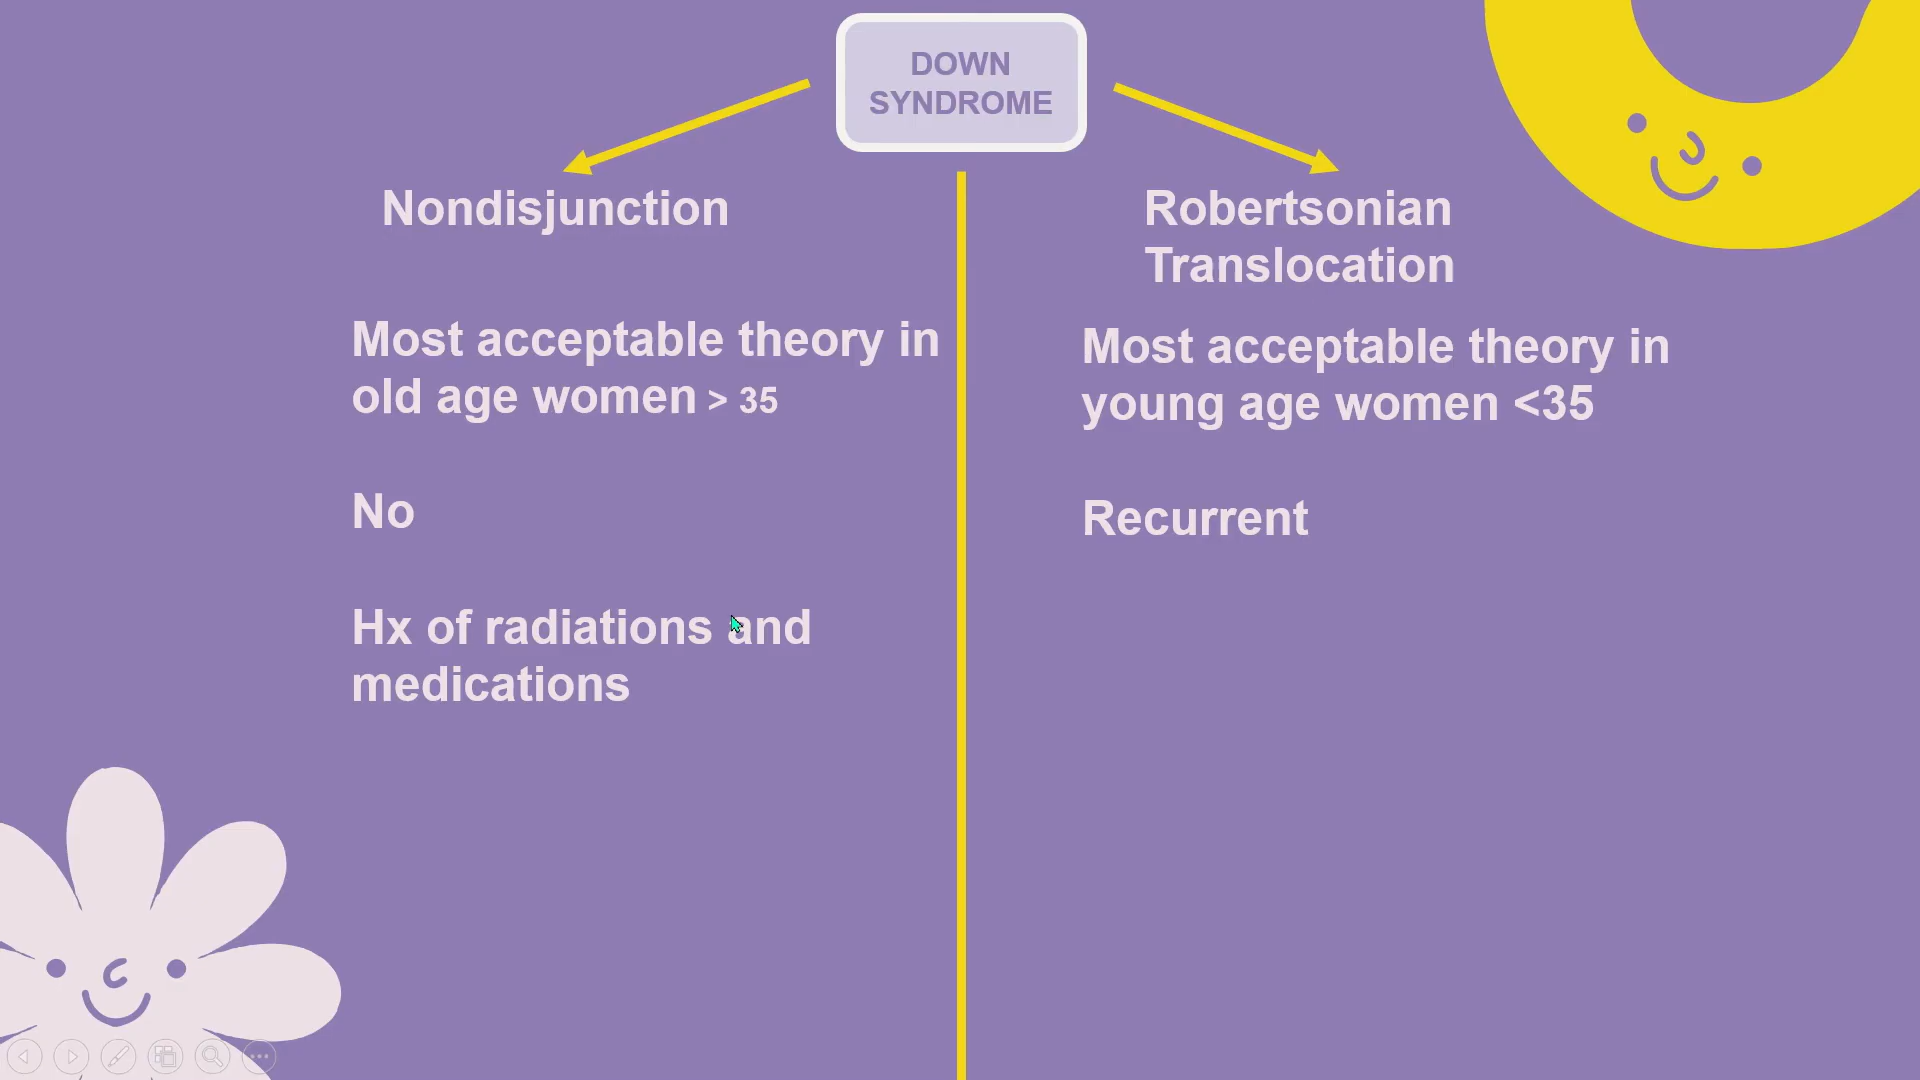 DOWN
SYNDROME
Nondisjunction
Most acceptable theory in
old age women > 35
No
Hx of radiations and
medications
Robertsonian
Translocation
Most acceptable theory in
young age women <35
Recurrent